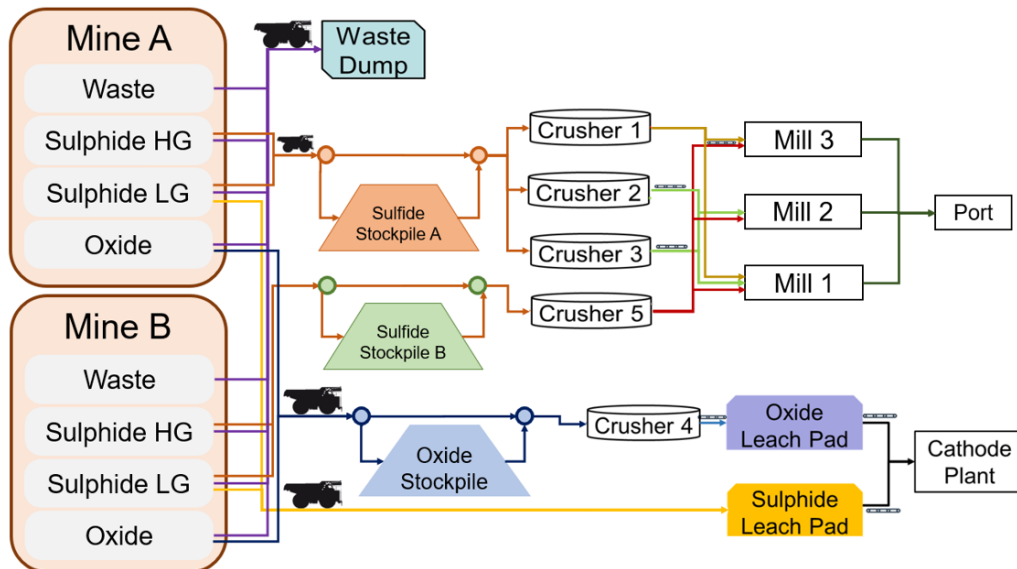 Mine A
Waste
Sulphide HG
Sulphide LG
Oxide
Mine B
Waste
Sulphide HG
Sulphide LG
Oxide
Waste
Dump
Sulfide
Stockpile A
Sulfide
Stockpile B
Oxide
Stockpile
Crusher 1
Crusher 2
Crusher 3
Crusher 5
Crusher 4
Mill 3
Mill 2
Mill 1
Port
Oxide
Leach Pad
Sulphide
Leach Pad
Cathode
Plant